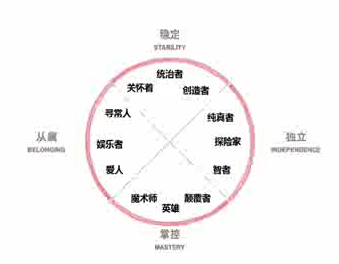 稳定
STABILITY
统治者
关怀着
创造者
寻常人
纯真者
从属
独立
娱乐者
探险家
BELONGING
INDEPENDENCE
爱人
智者
魔术师
颠覆者
英雄
掌控
MASTERY